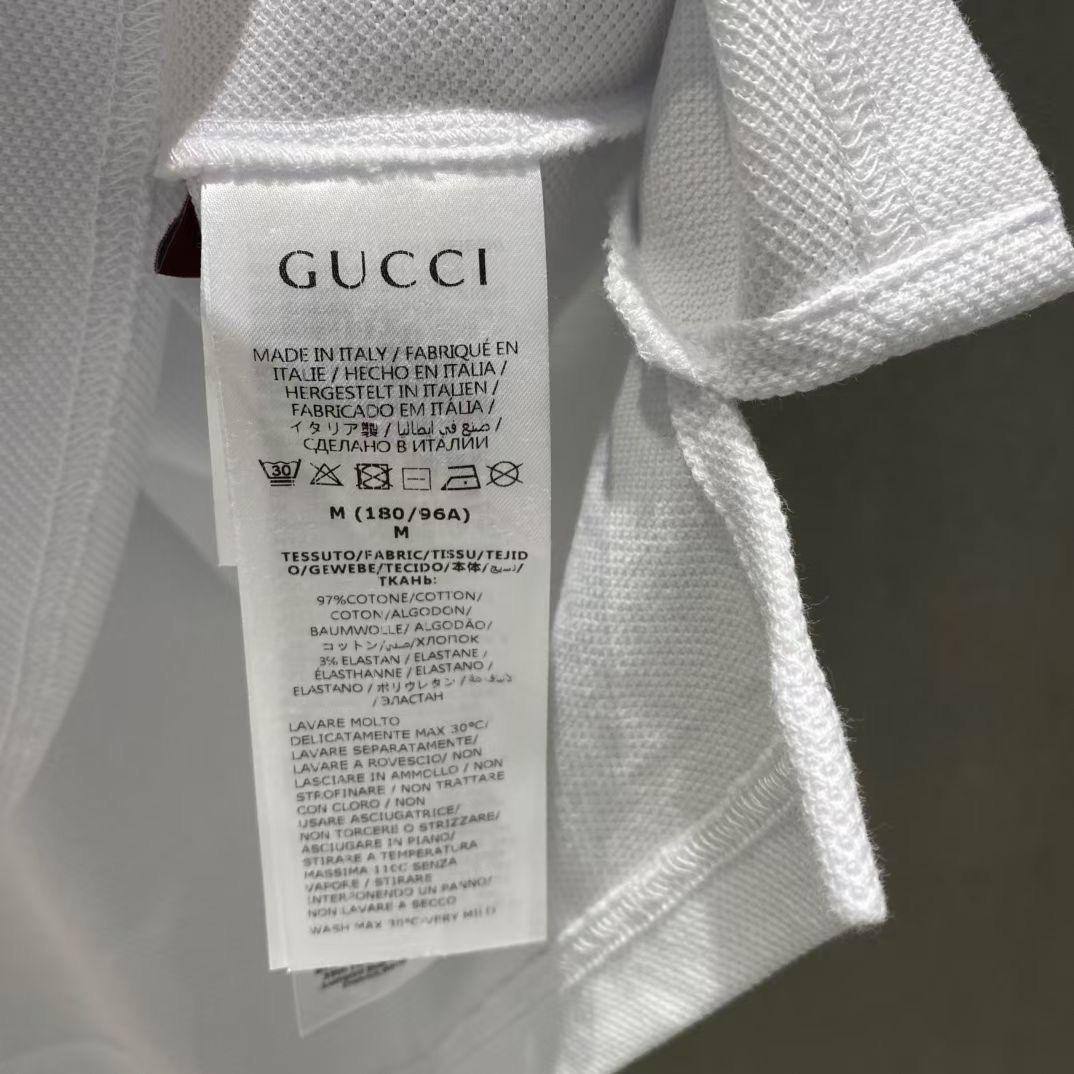 GUCCI
MADE IN ITALY / FABRIQUÉ EN
ITALIE / HECHO EN ITALIA /
HERGESTELT IN ITALIEN /
FABRICADO EM ITÁLIA /
イタリア製 / صنع في ايطاليا /
СДЕЛАНО В ИТАЛИИ
30
M (180/96A)
M
TESSUTO/FABRIC/TISSU/TEJID
O/GEWEBE/TECIDO/本体/نسيج/
ТКАНЬ:
97%COTONE/COTTON/
COTON/ALGODON/
BAUMWOLLE/ ALGODÃO/
コットン/ /ХЛОПОК
3% ELASTAN / ELASTANE /
ÉLASTHANNE / ELASTANO /
ELASTANO / ポリウレタン /
/ ЭЛАСТАН
LAVARE MOLTO
DELICATAMENTE MAX 30°C/
LAVARE SEPARATAMENTE/
LAVARE A ROVESCIO/ NON
LASCIARE IN AMMOLLO / NON
STROFINARE / NON TRATTARE
CON CLORO / NON
USARE ASCIUGATRICE/
NON TORCERE O STRIZZARE/
ASCIUGARE IN PIANO/
STIRARE A TEMPERATURA
MASSIMA 110C SENZA
VAPORE / STIRARE
INTERPONENDO UN PANNO/
NON LAVARE A SECCO
WASH MAX 30°C/VERY MILD